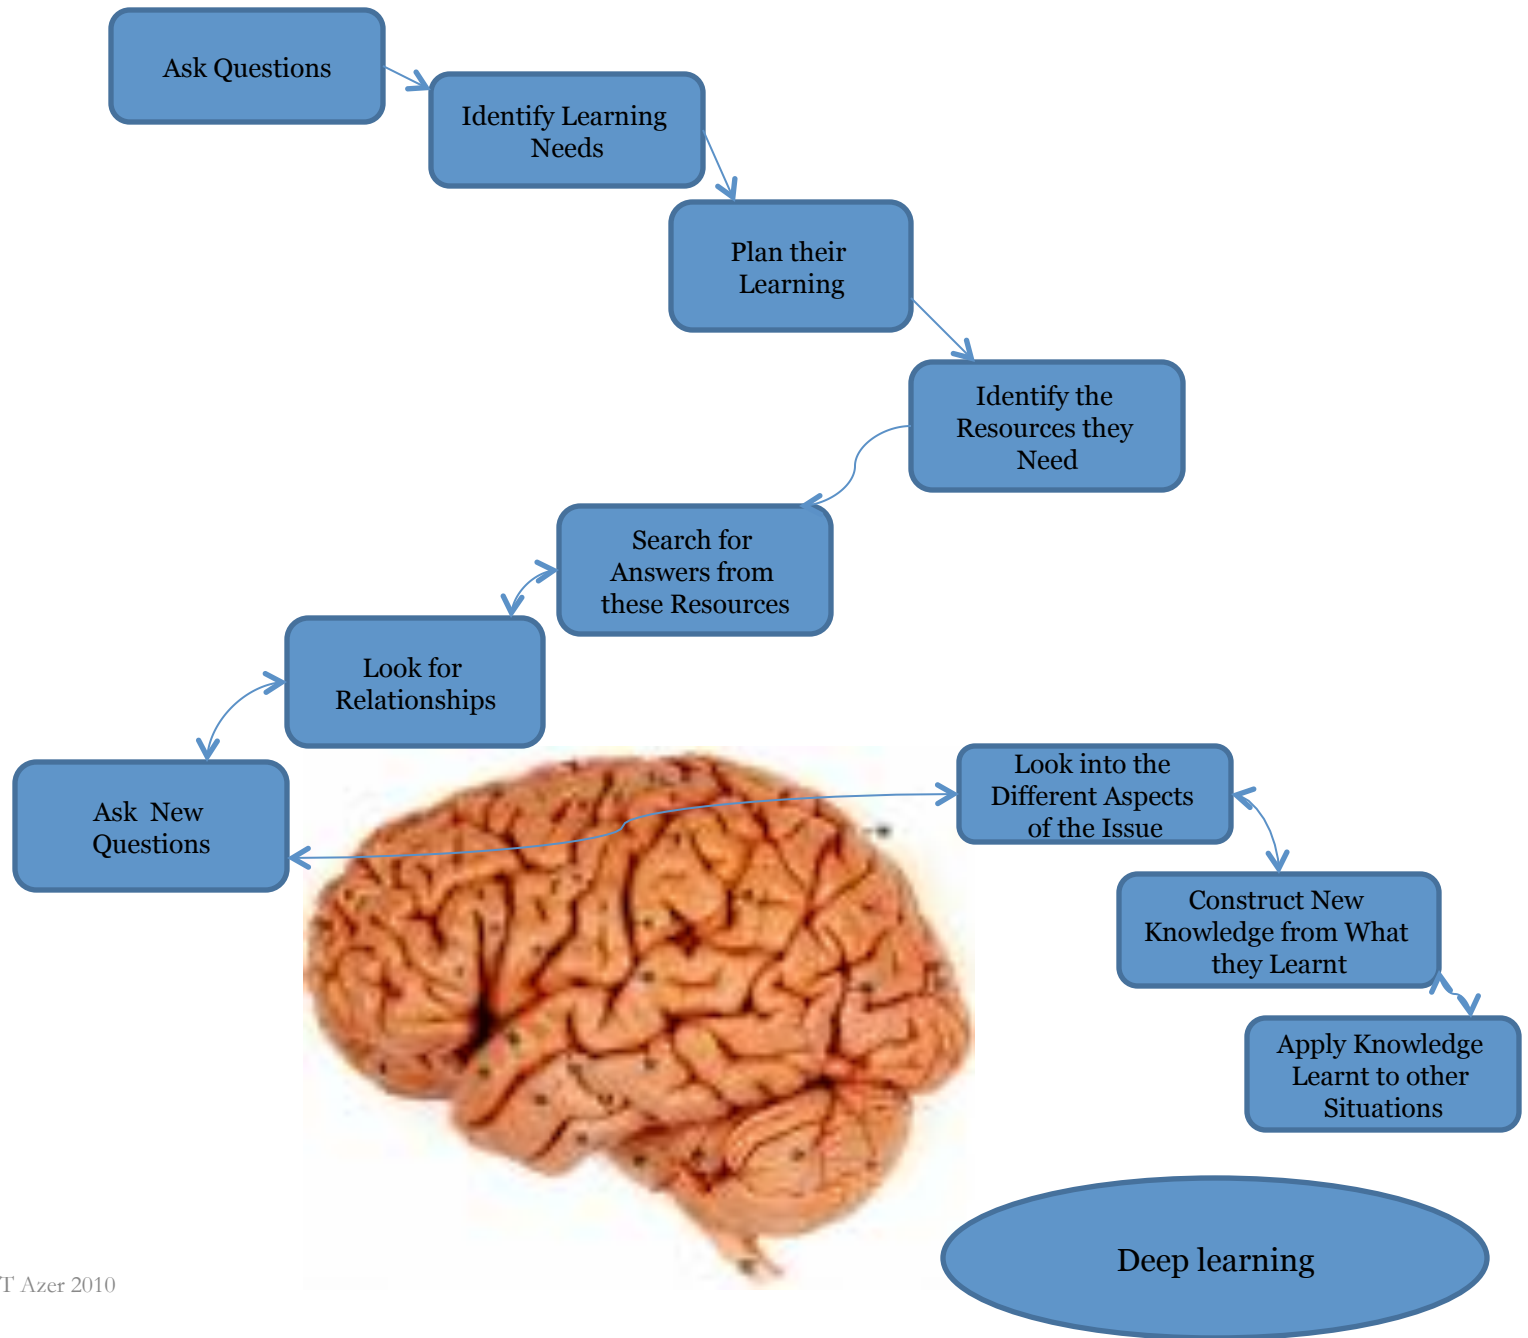 Ask Questions
Identify Learning
Needs
Plan their
Learning
Identify the
Resources they
Need
Search for
Answers from
these Resources
Look for
Relationships
Ask New
Questions
Look into the
Different Aspects
of the Issue
Construct New
Knowledge from What
they Learnt
Apply Knowledge
Learnt to other
Situations
Deep learning
T Azer 2010